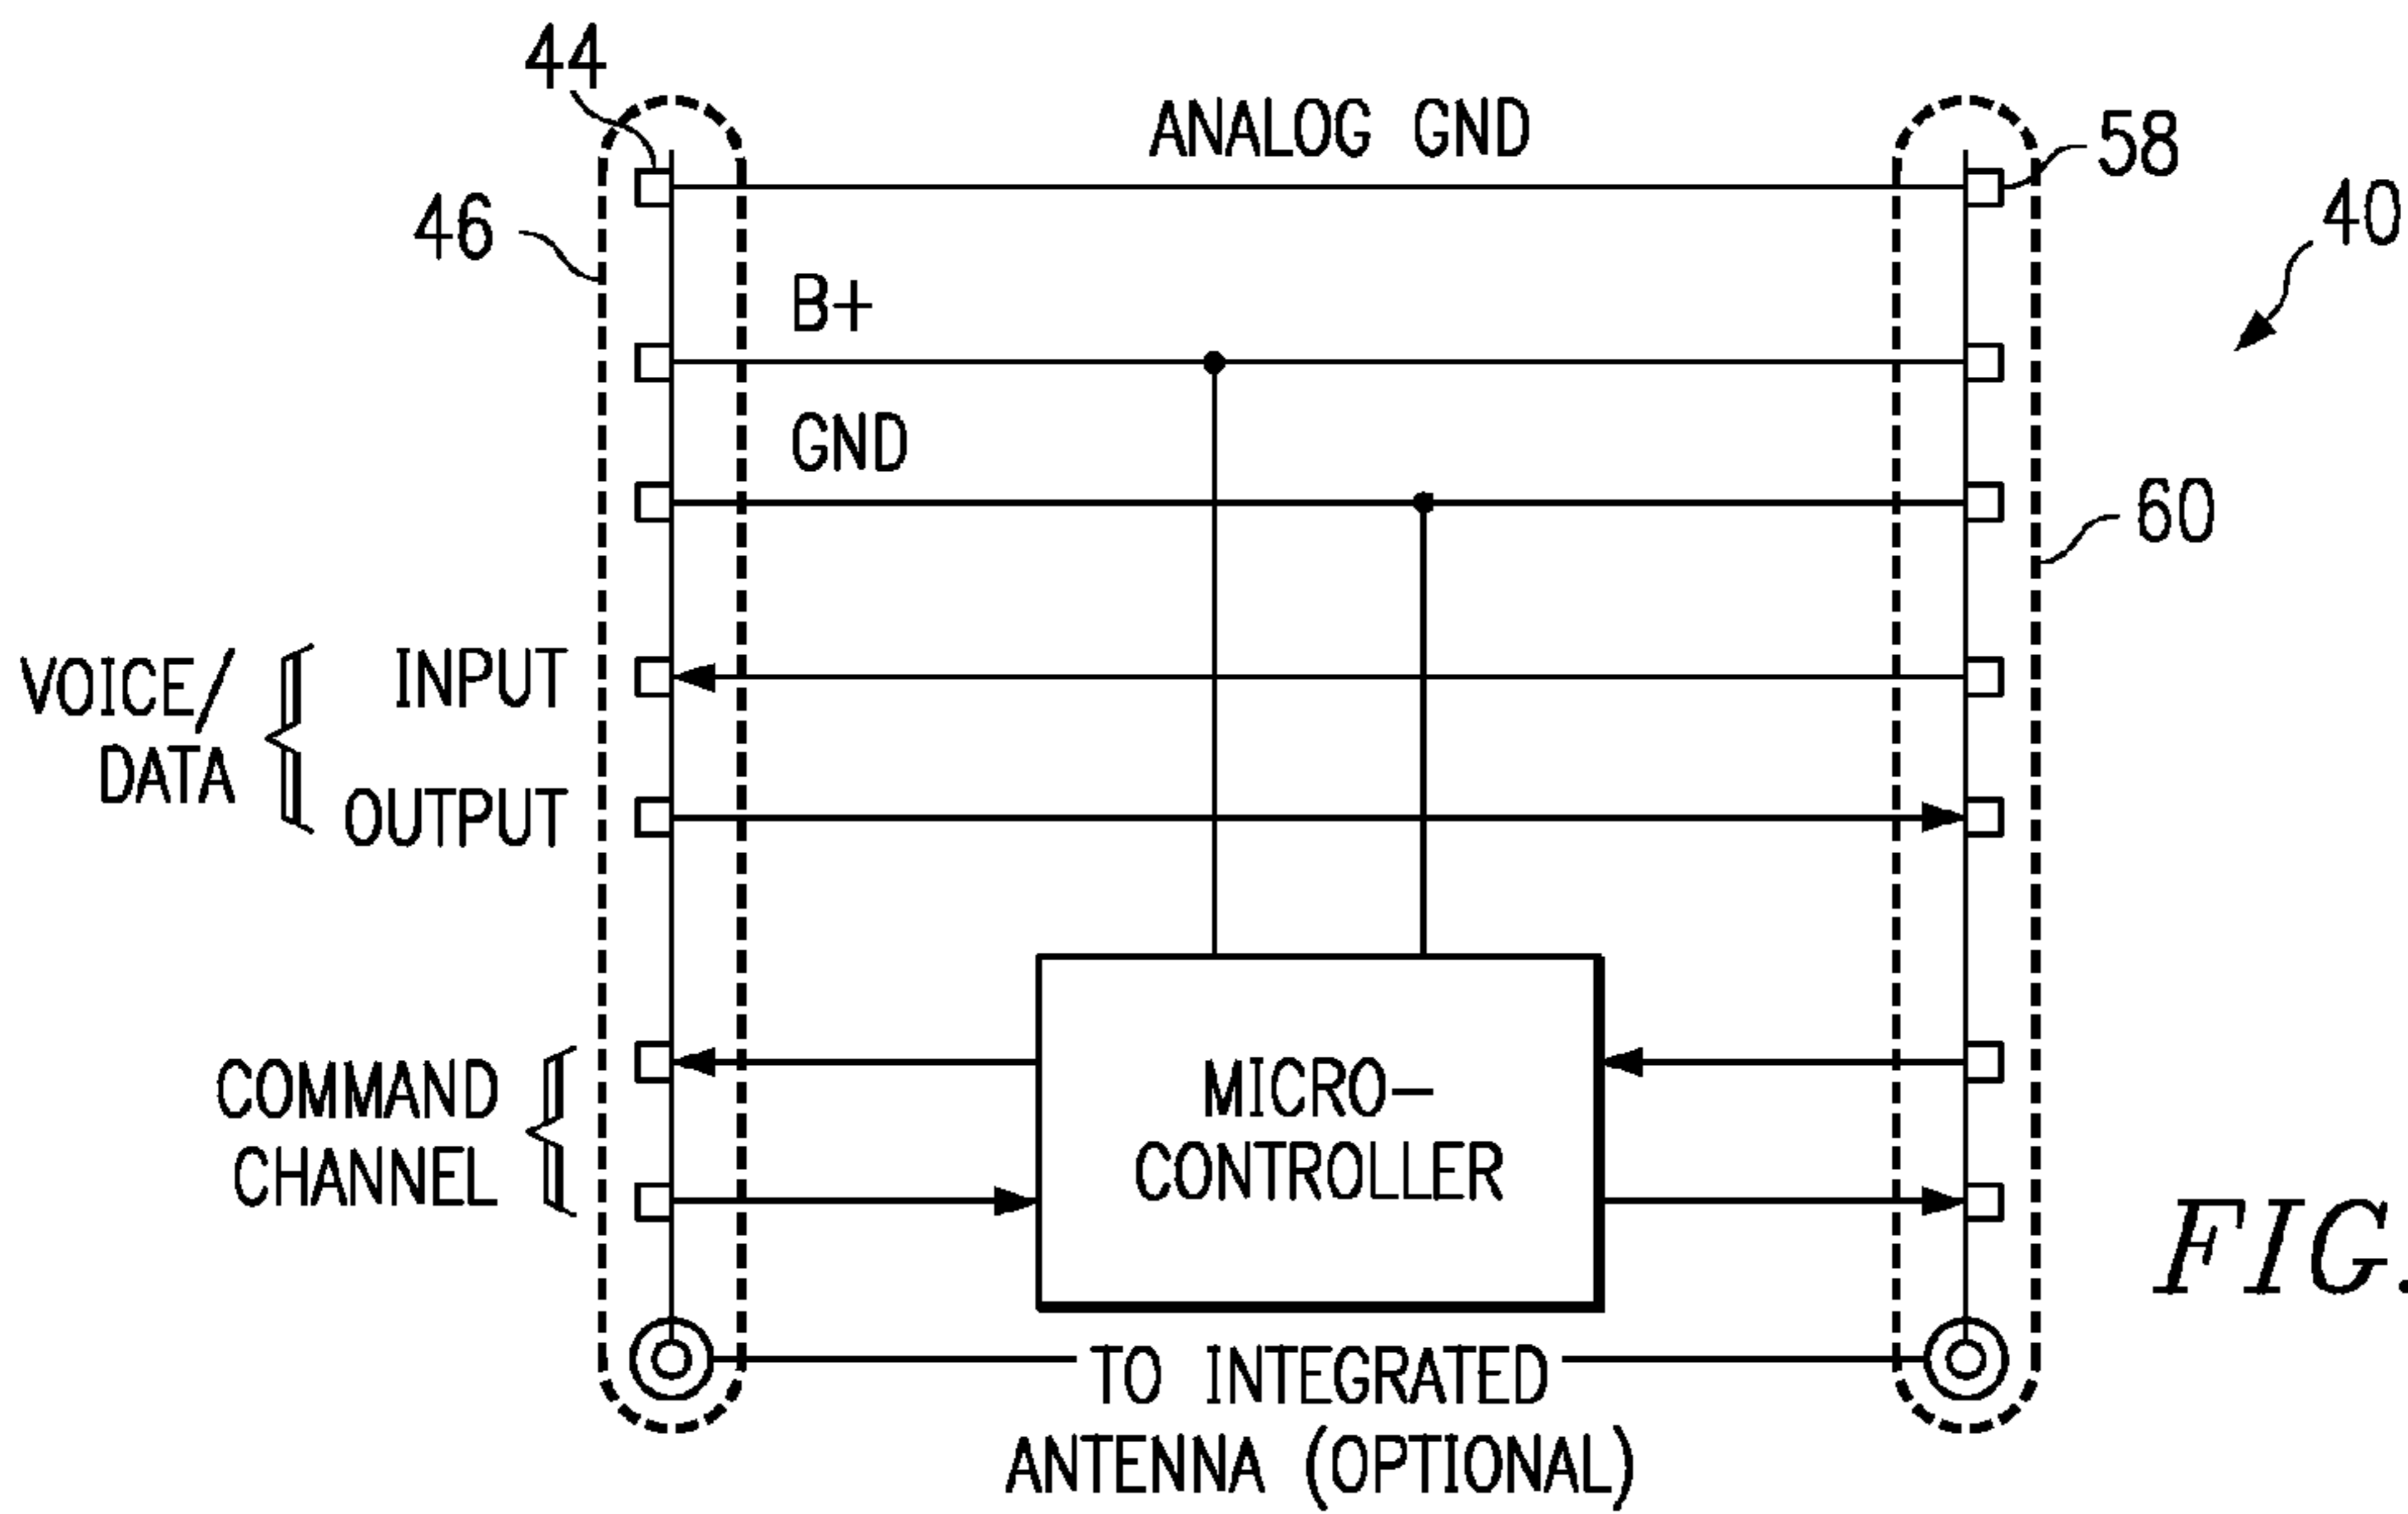 44
ANALOG GND
58
46
40
B+
GND
60
VOICE/
DATA
INPUT
OUTPUT
COMMAND
CHANNEL
MICRO-
CONTROLLER
FIG.
TO INTEGRATED
ANTENNA (OPTIONAL)